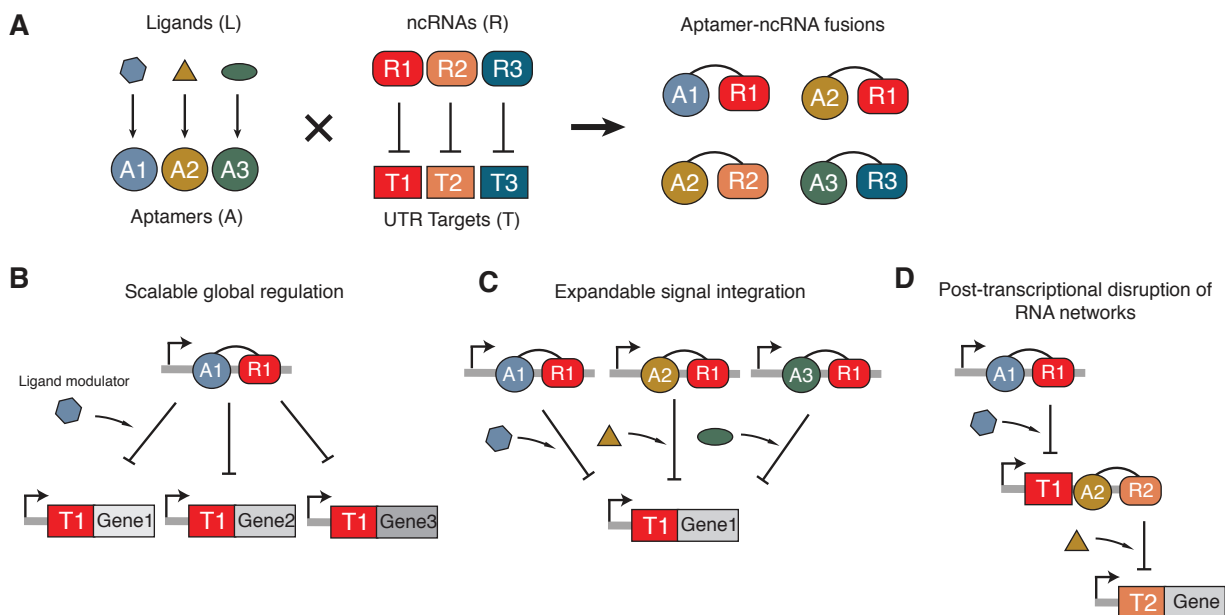 A
Ligands (L)
ncRNAs (R)
Aptamer-ncRNA fusions
R1 R2 R3
A1 R1
A2 R1
A1 A2 A3
T1 T2 T3
A2 R2
A3 R3
Aptamers (A)
UTR Targets (T)
B
Scalable global regulation
A1 R1
Ligand modulator
T1 Gene1
T1 Gene2
T1 Gene3
C
Expandable signal integration
A1 R1
A2 R1
A3 R1
T1 Gene1
D
Post-transcriptional disruption of
RNA networks
A1 R1
T1 A2 R2
T2 Gene